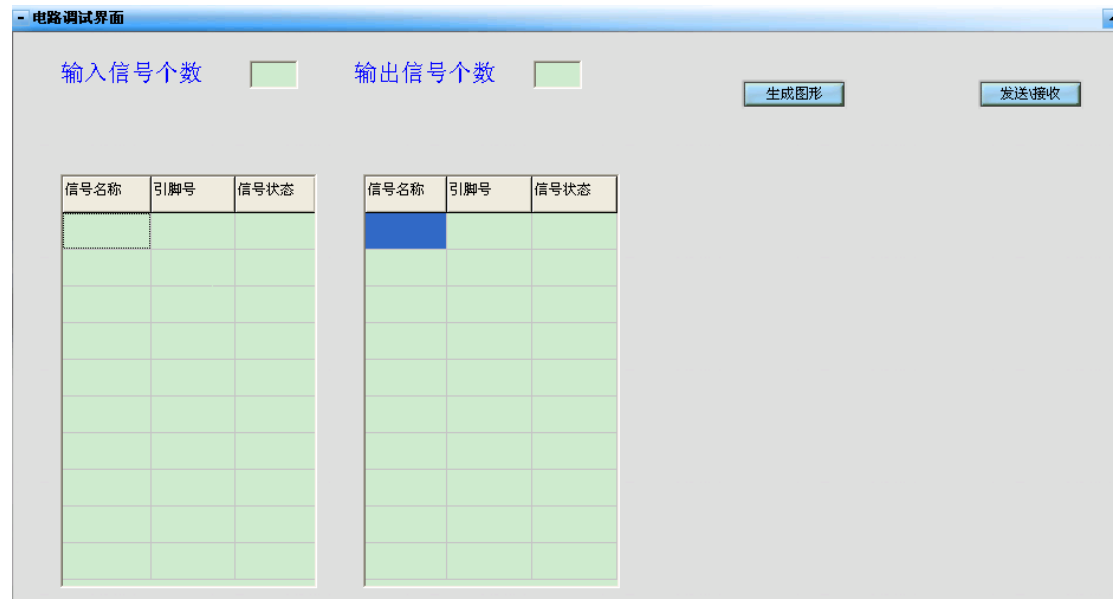 电路调试界面
输入信号个数 输出信号个数
生成图形 发送\接收
信号名称 引脚号 信号状态 信号名称 引脚号 信号状态